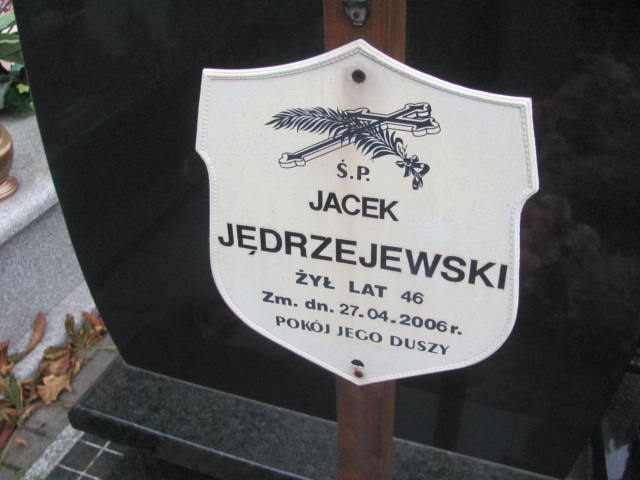 Ś.P.
JACEK
JĘDRZEJEWSKI
ŻYŁ LAT 46
Zm. dn. 27.04.2006 r.
POKÓJ JEGO DUSZY